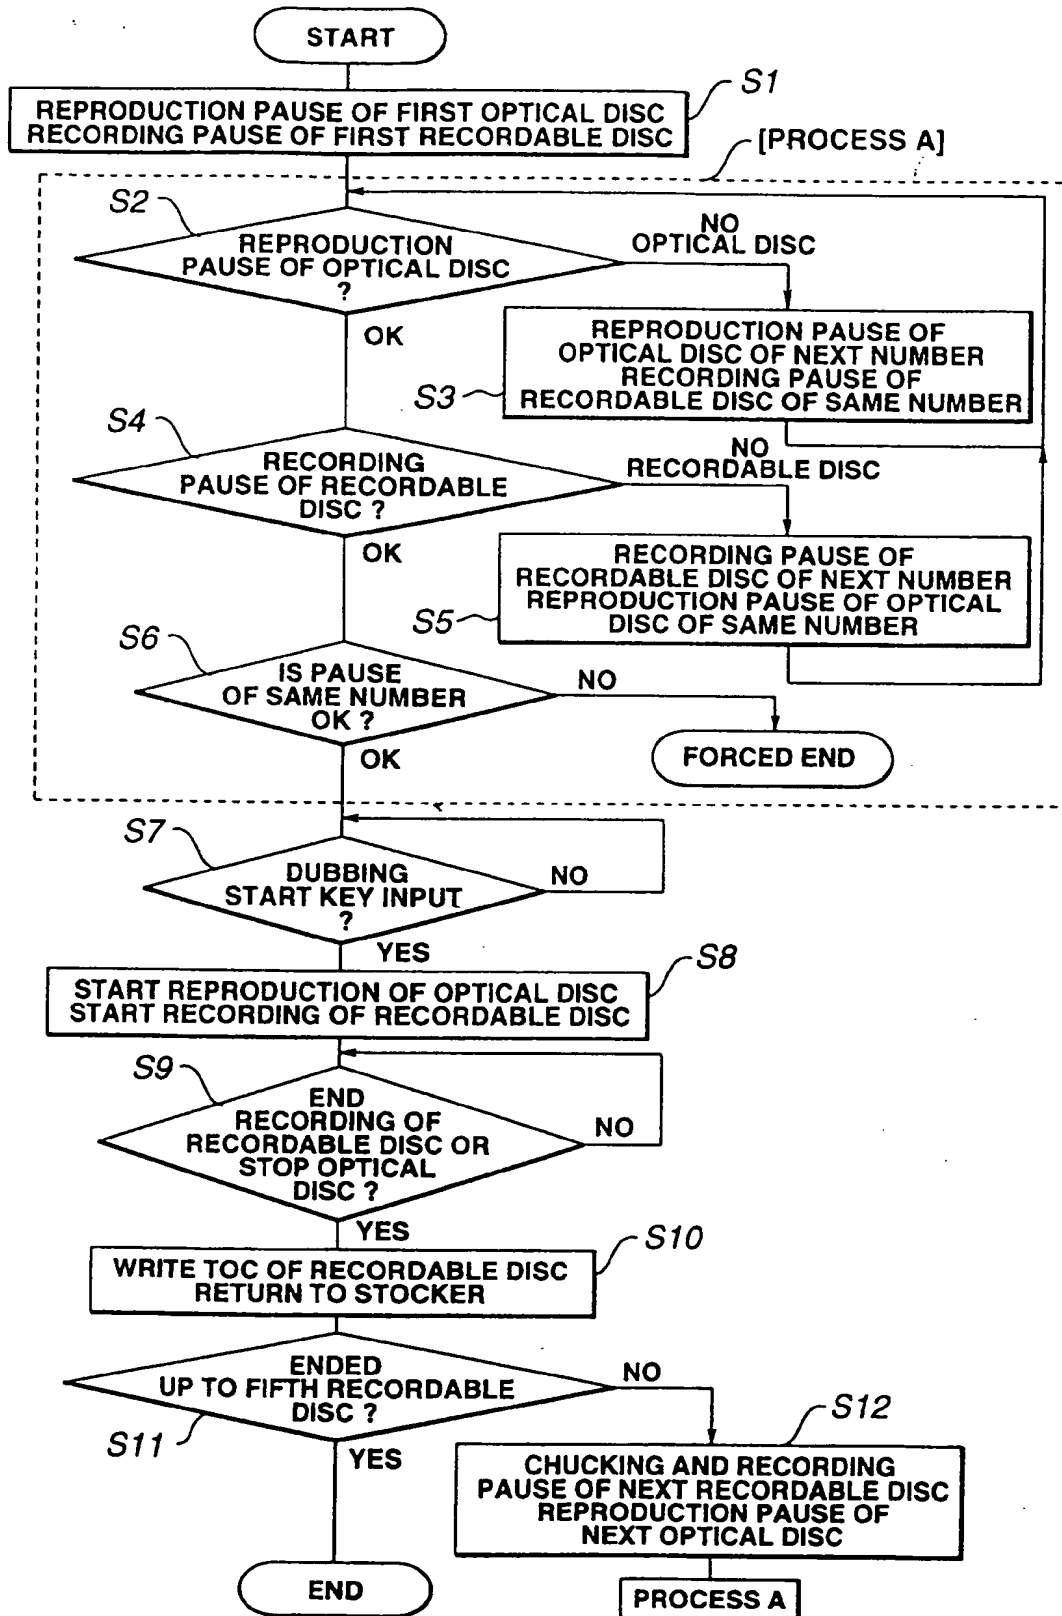 START
S1
REPRODUCTION PAUSE OF FIRST OPTICAL DISC
RECORDING PAUSE OF FIRST RECORDABLE DISC
[PROCESS A]
S2
REPRODUCTION
PAUSE OF OPTICAL DISC
?
NO
OPTICAL DISC
OK
S3
REPRODUCTION PAUSE OF
OPTICAL DISC OF NEXT NUMBER
RECORDING PAUSE OF
RECORDABLE DISC OF SAME NUMBER
S4
RECORDING
PAUSE OF RECORDABLE
DISC ?
NO
RECORDABLE DISC
OK
S5
RECORDING PAUSE OF
RECORDABLE DISC OF NEXT NUMBER
REPRODUCTION PAUSE OF OPTICAL
DISC OF SAME NUMBER
S6
IS PAUSE
OF SAME NUMBER
OK ?
NO
FORCED END
OK
S7
DUBBING
START KEY INPUT
?
NO
YES
S8
START REPRODUCTION OF OPTICAL DISC
START RECORDING OF RECORDABLE DISC
S9
END
RECORDING OF
RECORDABLE DISC OR
STOP OPTICAL
DISC ?
NO
YES
S10
WRITE TOC OF RECORDABLE DISC
RETURN TO STOCKER
ENDED
UP TO FIFTH RECORDABLE
DISC ?
NO
S11
YES
S12
CHUCKING AND RECORDING
PAUSE OF NEXT RECORDABLE DISC
REPRODUCTION PAUSE OF
NEXT OPTICAL DISC
END
PROCESS A